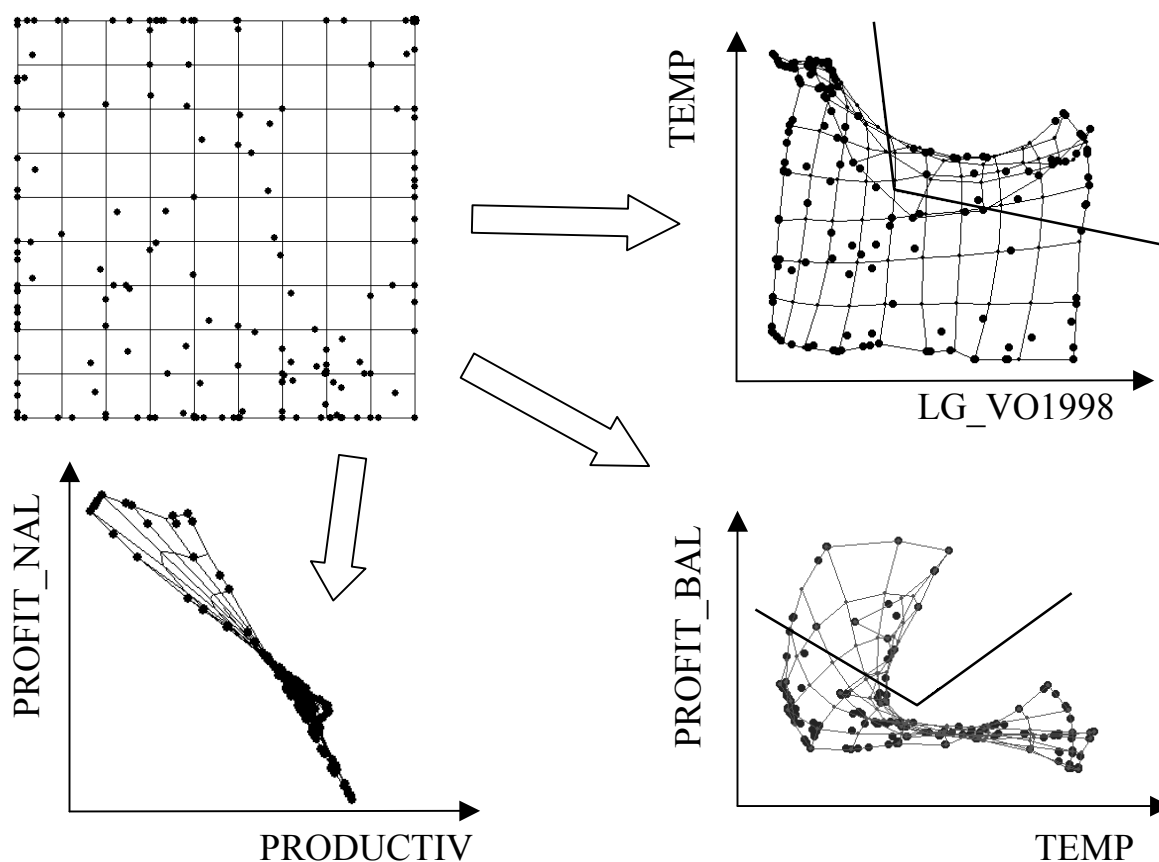 TEMP
LG_VO1998
PROFIT_NAL
PRODUCTIV
PROFIT_BAL
TEMP